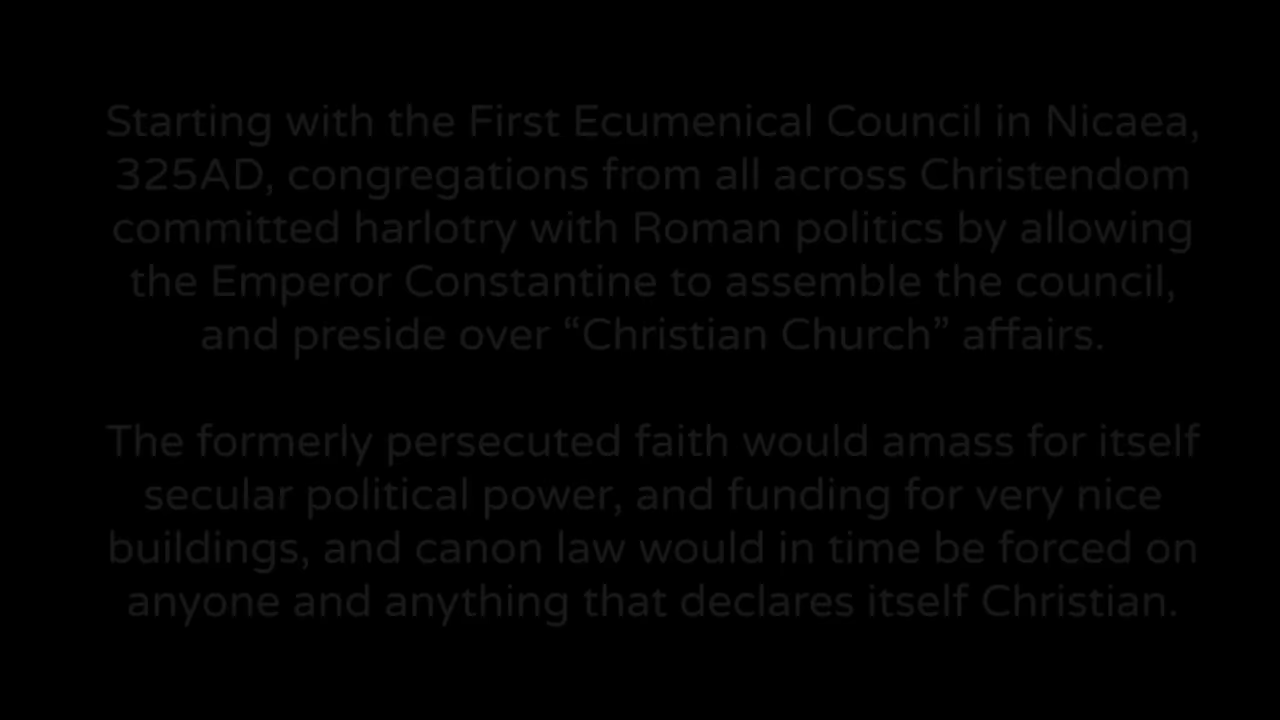 Starting with the First Ecumenical Council in Nicaea,
325AD, congregations from all across Christendom
committed harlotry with Roman politics by allowing
the Emperor Constantine to assemble the council,
and preside over “Christian Church” affairs.
The formerly persecuted faith would amass for itself
secular political power, and funding for very nice
buildings, and canon law would in time be forced on
anyone and anything that declares itself Christian.